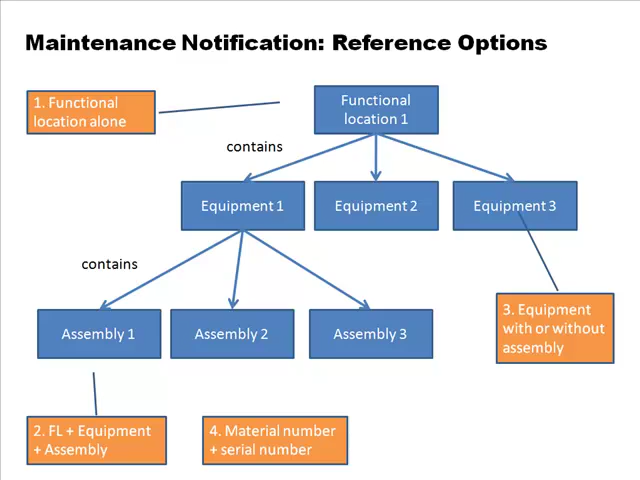 Maintenance Notification: Reference Options
1. Functional
location alone
Functional
location 1
contains
Equipment 1
Equipment 2
Equipment 3
contains
Assembly 1
Assembly 2
Assembly 3
3. Equipment
with or without
assembly
2. FL + Equipment
+ Assembly
4. Material number
+ serial number